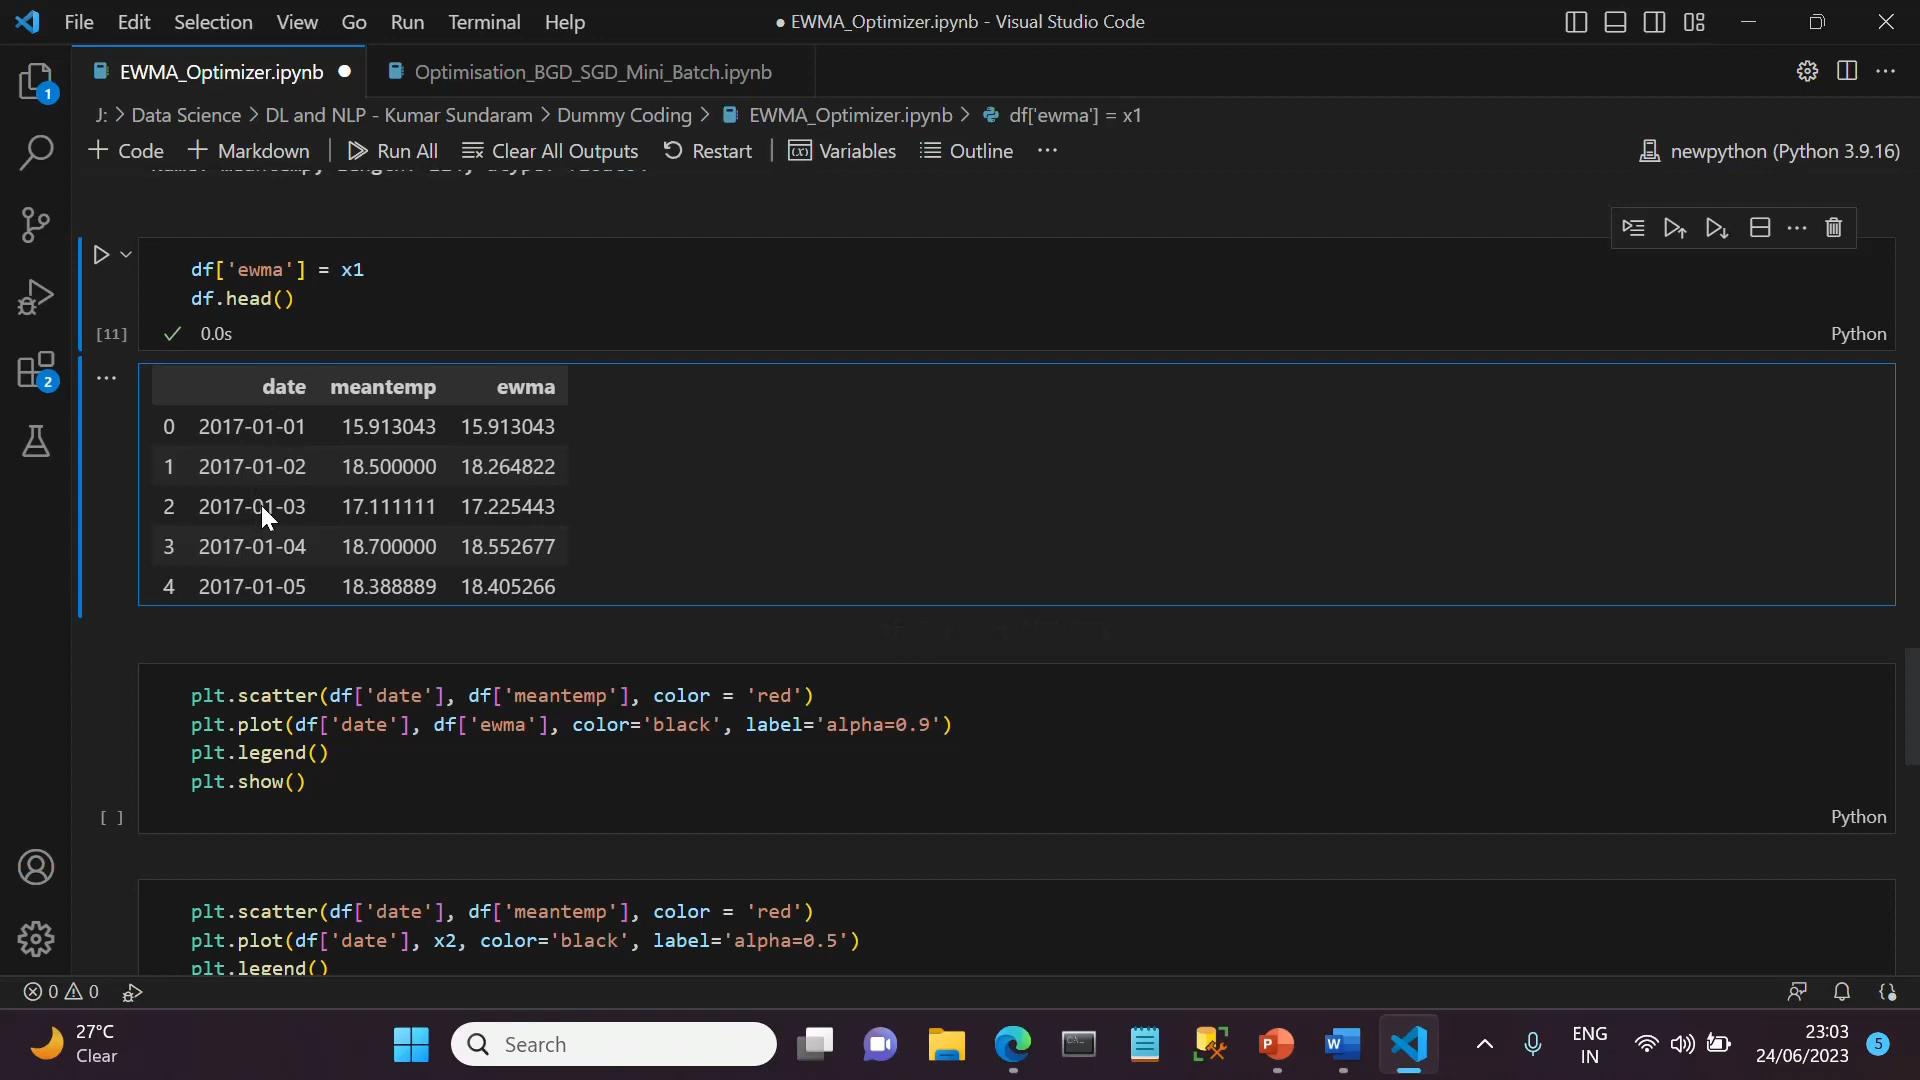 File Edit Selection View Go Run Terminal Help
● EWMA_Optimizer.ipynb - Visual Studio Code
EWMA_Optimizer.ipynb ●
Optimisation_BGD_SGD_Mini_Batch.ipynb
1
J: > Data Science > DL and NLP - Kumar Sundaram > Dummy Coding > EWMA_Optimizer.ipynb > df['ewma'] = x1
+ Code + Markdown Run All Clear All Outputs Restart Variables Outline ...
newpython (Python 3.9.16)
df['ewma'] = x1
df.head()
[11] ✓ 0.0s
Python
2
date meantemp ewma
0 2017-01-01 15.913043 15.913043
1 2017-01-02 18.500000 18.264822
2 2017-01-03 17.111111 17.225443
3 2017-01-04 18.700000 18.552677
4 2017-01-05 18.388889 18.405266
plt.scatter(df['date'], df['meantemp'], color = 'red')
plt.plot(df['date'], df['ewma'], color='black', label='alpha=0.9')
plt.legend()
plt.show()
[ ]
Python
plt.scatter(df['date'], df['meantemp'], color = 'red')
plt.plot(df['date'], x2, color='black', label='alpha=0.5')
plt.legend()
0 0
27°C
Clear
Search
ENG
IN
23:03
24/06/2023
5